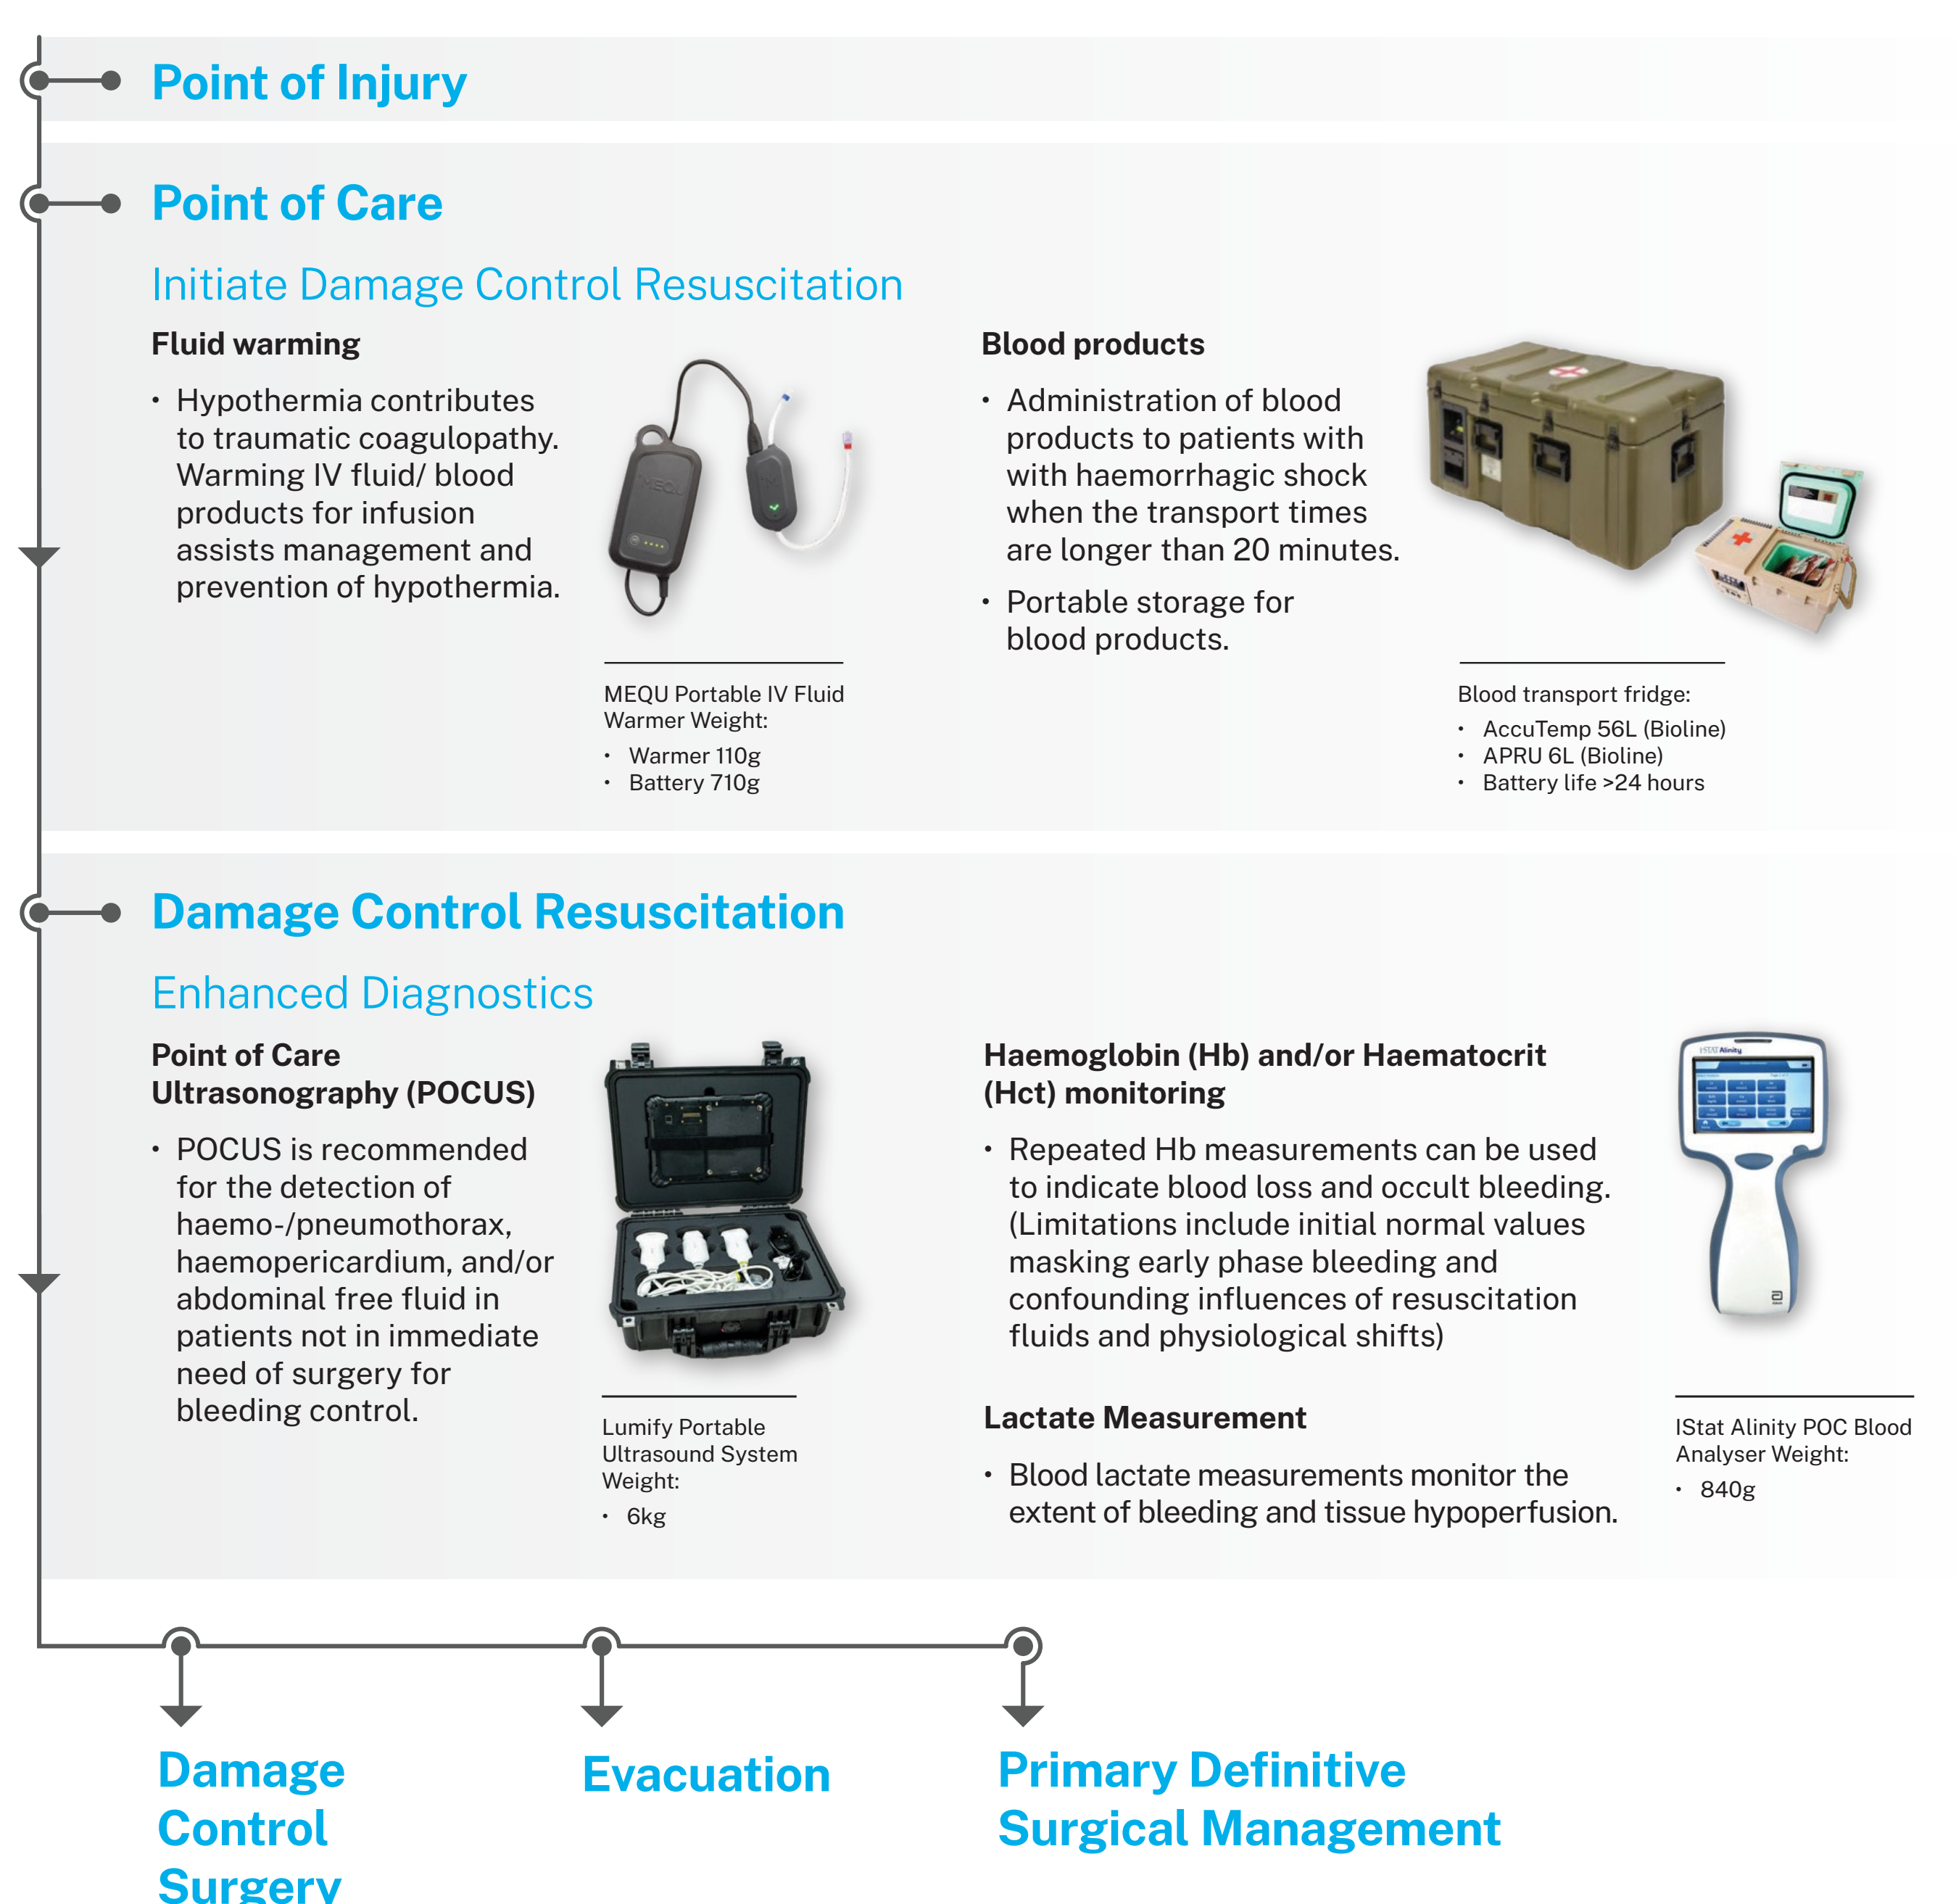 Point of Injury
Point of Care
Initiate Damage Control Resuscitation
Fluid warming
• Hypothermia contributes
to traumatic coagulopathy.
Warming IV fluid/ blood
products for infusion
assists management and
prevention of hypothermia.
MEQU
MEQU Portable IV Fluid
Warmer Weight:
• Warmer 110g
• Battery 710g
Blood products
• Administration of blood
products to patients with
with haemorrhagic shock
when the transport times
are longer than 20 minutes.
• Portable storage for
blood products.
Blood transport fridge:
• AccuTemp 56L (Bioline)
• APRU 6L (Bioline)
• Battery life >24 hours
Damage Control Resuscitation
Enhanced Diagnostics
Point of Care
Ultrasonography (POCUS)
• POCUS is recommended
for the detection of
haemo-/pneumothorax,
haemopericardium, and/or
abdominal free fluid in
patients not in immediate
need of surgery for
bleeding control.
Lumify Portable
Ultrasound System
Weight:
• 6kg
Haemoglobin (Hb) and/or Haematocrit
(Hct) monitoring
• Repeated Hb measurements can be used
to indicate blood loss and occult bleeding.
(Limitations include initial normal values
masking early phase bleeding and
confounding influences of resuscitation
fluids and physiological shifts)
Lactate Measurement
• Blood lactate measurements monitor the
extent of bleeding and tissue hypoperfusion.
i-STAT Alinity
IStat Alinity POC Blood
Analyser Weight:
• 840g
Damage
Control
Surgery
Evacuation
Primary Definitive
Surgical Management